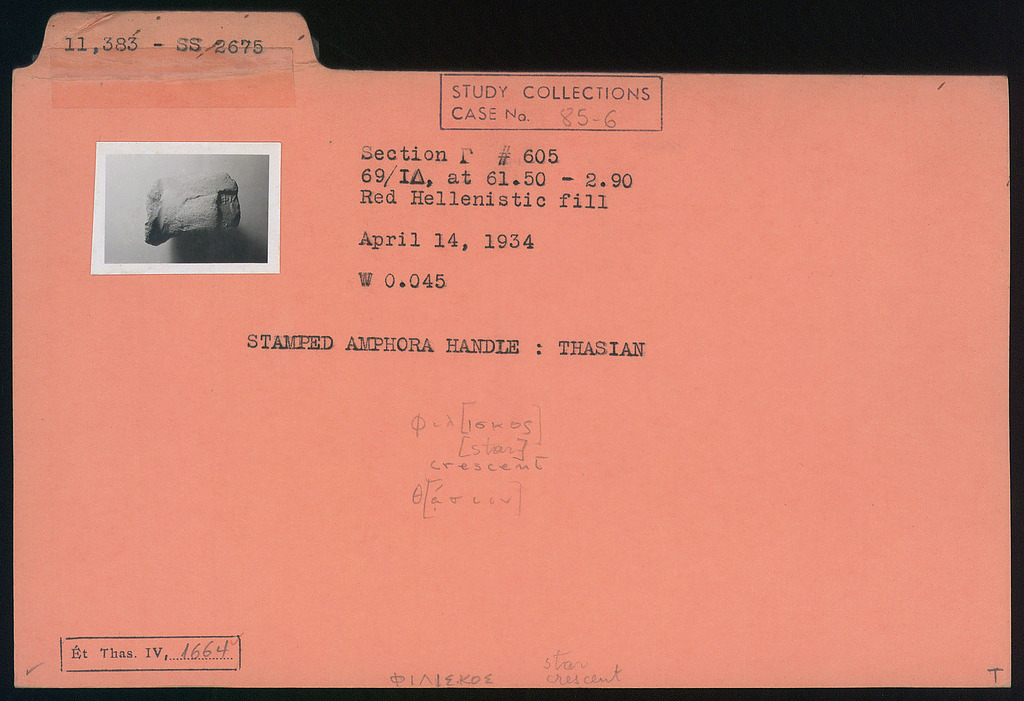 11,383 - SS 2675
STUDY COLLECTIONS
CASE No. 85-6
Section Γ # 605
69/ΙΔ, at 61.50 - 2.90
Red Hellenistic fill
April 14, 1934
W 0.045
STAMPED AMPHORA HANDLE : THASIAN
Φιλ[ισκος]
[star]
crescent
θ[άσιον]
Ét Thas. IV, 1664
ΦΙΛΙΣΚΟΣ
star
crescent
T